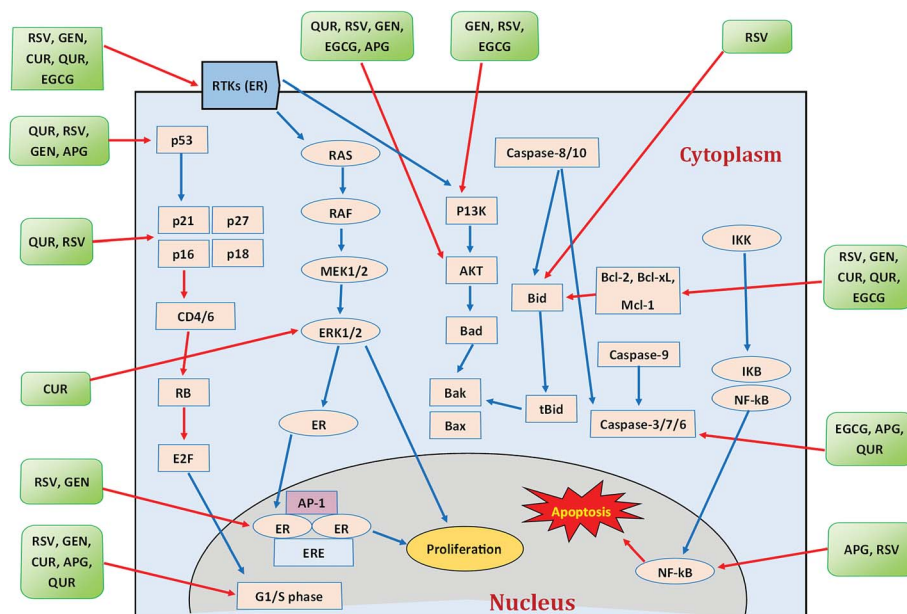 RSV, GEN,
CUR, QUR,
EGCG
QUR, RSV, GEN,
EGCG, APG
GEN, RSV,
EGCG
RSV
RTKs (ER)
QUR, RSV,
GEN, APG
p53
RAS
Caspase-8/10
Cytoplasm
QUR, RSV
p21
p27
p16
p18
RAF
P13K
IKK
MEK1/2
AKT
Bid
Bcl-2, Bcl-xL,
Mcl-1
RSV, GEN,
CUR, QUR,
EGCG
CD4/6
ERK1/2
Bad
CUR
RB
Caspase-9
IKB
NF-kB
Bak
Bax
tBid
Caspase-3/7/6
ER
EGCG, APG,
QUR
E2F
RSV, GEN
AP-1
ER
ER
ERE
Proliferation
Apoptosis
RSV, GEN,
CUR, APG,
QUR
NF-kB
APG, RSV
G1/S phase
Nucleus